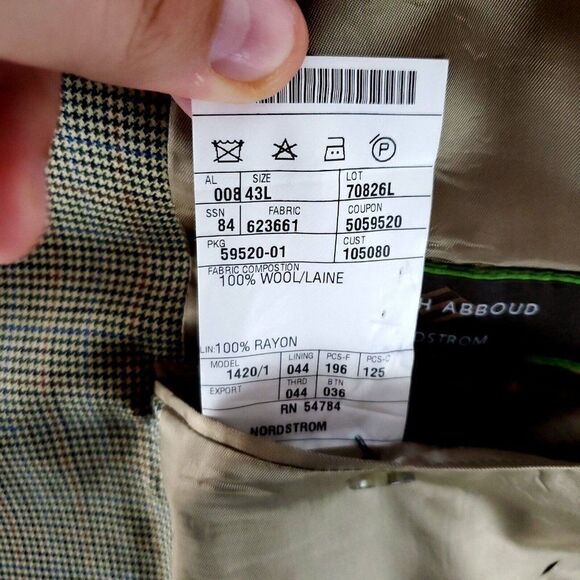 P
AL SIZE LOT
008 43L 70826L
SSN FABRIC COUPON
84 623661 5059520
PKG CUST
59520-01 105080
FABRIC COMPOSTION
100% WOOL/LAINE
LIN:100% RAYON
MODEL LINING PCS-F PCS-C
1420/1 044 196 125
EXPORT THRD BTN
044 036
RN 54784
NORDSTROM
H ABBOUD
DSTROM